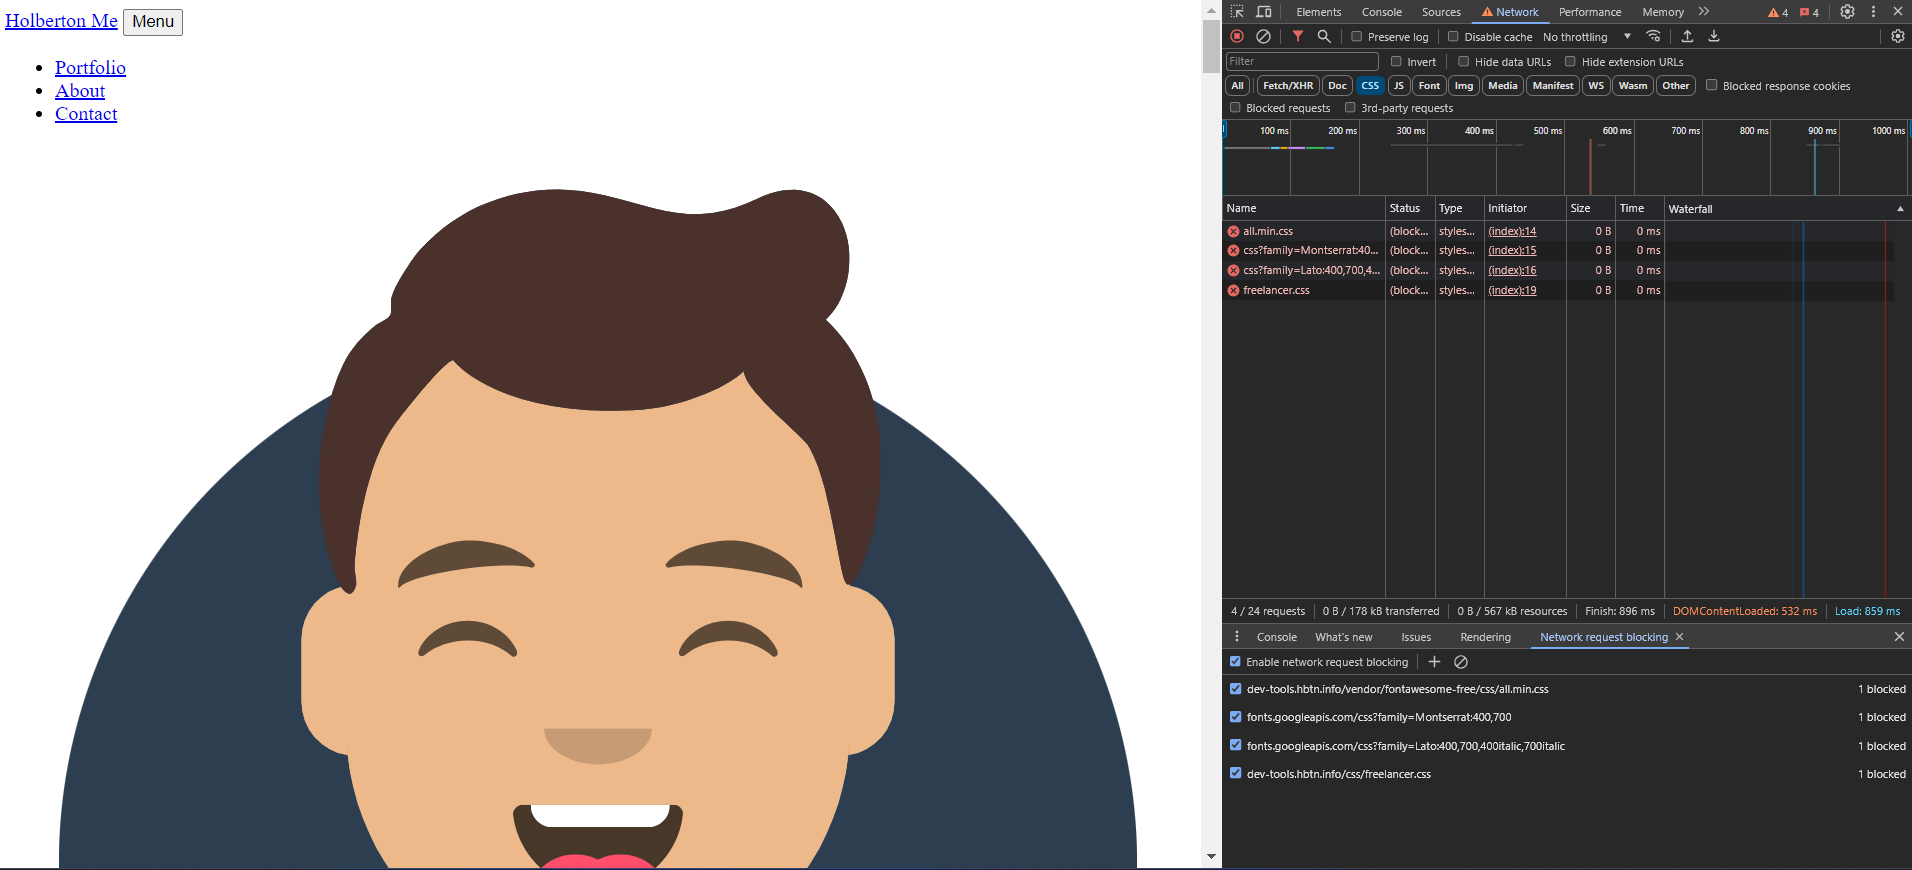 Holberton Me Menu
Portfolio
About
Contact
Elements Console Sources Network Performance Memory 4 4
Preserve log Disable cache No throttling
Filter Invert Hide data URLs Hide extension URLs
All Fetch/XHR Doc CSS JS Font Img Media Manifest WS Wasm Other Blocked response cookies
Blocked requests 3rd-party requests
100 ms 200 ms 300 ms 400 ms 500 ms 600 ms 700 ms 800 ms 900 ms 1000 ms
Name Status Type Initiator Size Time Waterfall
all.min.css (block... styles... (index):14 0 B 0 ms
css?family=Montserrat:40... (block... styles... (index):15 0 B 0 ms
css?family=Lato:400,700,4... (block... styles... (index):16 0 B 0 ms
freelancer.css (block... styles... (index):19 0 B 0 ms
4 / 24 requests 0 B / 178 kB transferred 0 B / 567 kB resources Finish: 896 ms DOMContentLoaded: 532 ms Load: 859 ms
Console What's new Issues Rendering Network request blocking
Enable network request blocking
dev-tools.hbtn.info/vendor/fontawesome-free/css/all.min.css 1 blocked
fonts.googleapis.com/css?family=Montserrat:400,700 1 blocked
fonts.googleapis.com/css?family=Lato:400,700,400italic,700italic 1 blocked
dev-tools.hbtn.info/css/freelancer.css 1 blocked